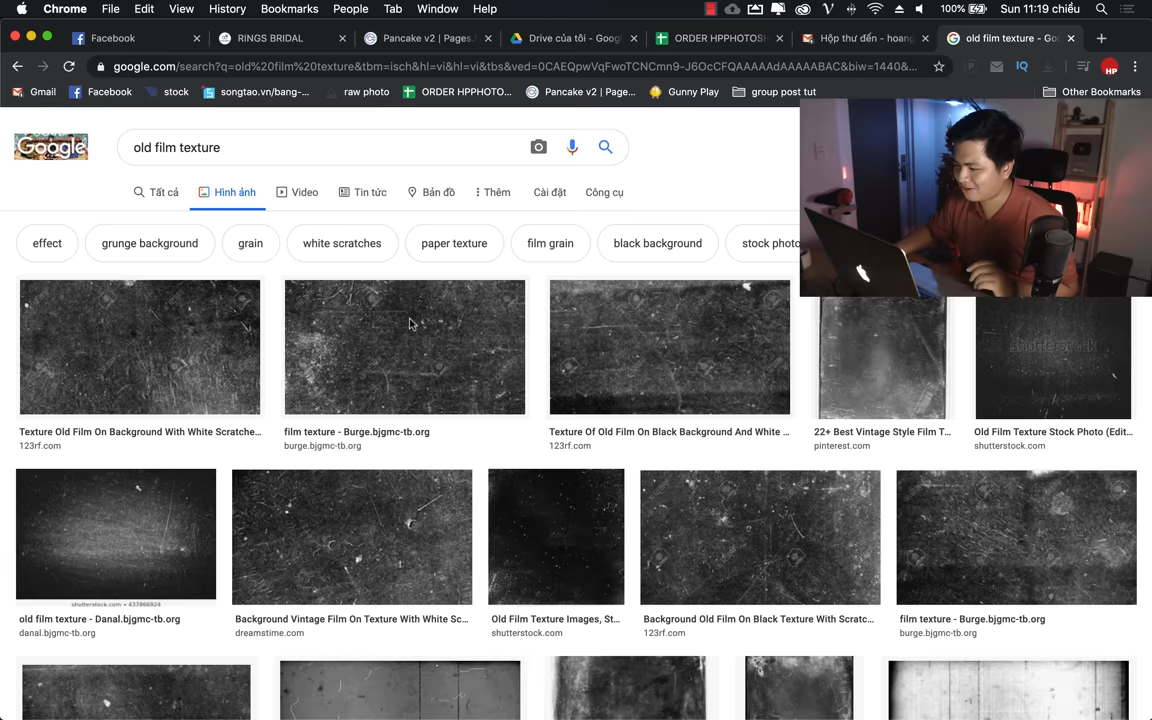 Chrome File Edit View History Bookmarks People Tab Window Help 100% Sun 11:19 chiều
Facebook RINGS BRIDAL Pancake v2 | Pages.f Drive của tôi - Googl ORDER HPPHOTOSH Hộp thư đến - hoang old film texture - Goo
google.com/search?q=old%20film%20texture&tbm=isch&hl=vi&hl=vi&tbs&ved=0CAEQpwVqFwoTCNCmn9-J6OcCFQAAAAAdAAAAABAC&biw=1440&...
Gmail Facebook stock songtao.vn/bang-... raw photo ORDER HPPHOTO... Pancake v2 | Page... Gunny Play group post tut Other Bookmarks
Google
old film texture
Tất cả Hình ảnh Video Tin tức Bản đồ Thêm Cài đặt Công cụ
effect grunge background grain white scratches paper texture film grain black background stock photo
shutterstock
Texture Old Film On Background With White Scratche... film texture - Burge.bjgmc-tb.org Texture Of Old Film On Black Background And White ... 22+ Best Vintage Style Film T... Old Film Texture Stock Photo (Edit...
123rf.com burge.bjgmc-tb.org 123rf.com pinterest.com shutterstock.com
shutterstock.com • 437866924
old film texture - Danal.bjgmc-tb.org Background Vintage Film On Texture With White Sc... Old Film Texture Images, St... Background Old Film On Black Texture With Scratc... film texture - Burge.bjgmc-tb.org
danal.bjgmc-tb.org dreamstime.com shutterstock.com 123rf.com burge.bjgmc-tb.org